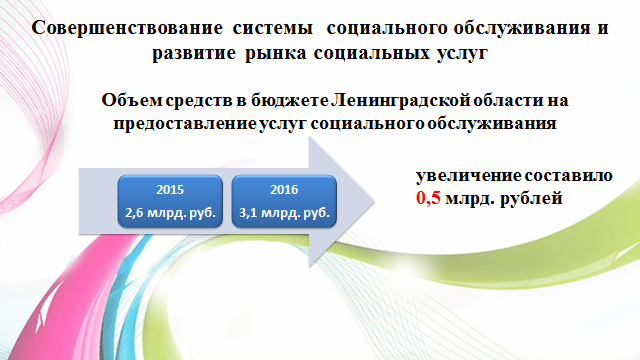 Совершенствование системы социального обслуживания и
развитие рынка социальных услуг
Объем средств в бюджете Ленинградской области на
предоставление услуг социального обслуживания
2015
2,6 млрд. руб.
2016
3,1 млрд. руб.
увеличение составило
0,5 млрд. рублей